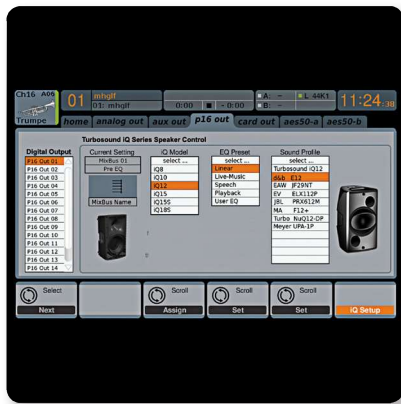 Ch16 A06
Trumpe
01
mhglf
01: mhglf
0:00
- 0:00
A: -
B: -
L 44K1
11:24:38
home analog out aux out p16 out card out aes50-a aes50-b
Turbosound iQ Series Speaker Control
Digital Output
P16 Out 01
P16 Out 02
P16 Out 03
P16 Out 04
P16 Out 05
P16 Out 06
P16 Out 07
P16 Out 08
P16 Out 09
P16 Out 10
P16 Out 11
P16 Out 12
P16 Out 13
P16 Out 14
Current Setting
MixBus 01
Pre EQ
MixBus Name
iQ Model
select ...
iQ8
iQ10
iQ12
iQ15
iQ15S
iQ18S
EQ Preset
select ...
Linear
Live-Music
Speech
Playback
User EQ
Sound Profile
select ...
Turbosound iQ12
d&b E12
EAW JF29NT
EV ELX112P
JBL PRX612M
MA F12+
Turbo NuQ12-DP
Meyer UPA-1P
Select
Next
Scroll
Assign
Scroll
Set
Scroll
Set
iQ Setup